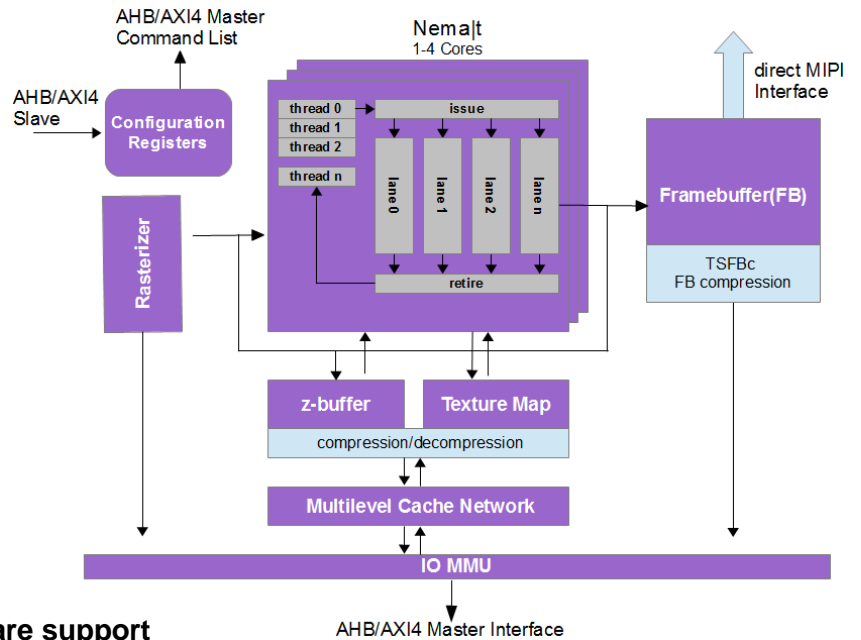 AHB/AXI4 Master
Command List
AHB/AXI4
Slave
Configuration
Registers
Nema|t
1-4 Cores
thread 0
thread 1
thread 2
thread n
issue
lane 0
lane 1
lane 2
lane n
retire
direct MIPI
Interface
Framebuffer(FB)
TSFBc
FB compression
Rasterizer
z-buffer
Texture Map
compression/decompression
Multilevel Cache Network
IO MMU
AHB/AXI4 Master Interface
are support